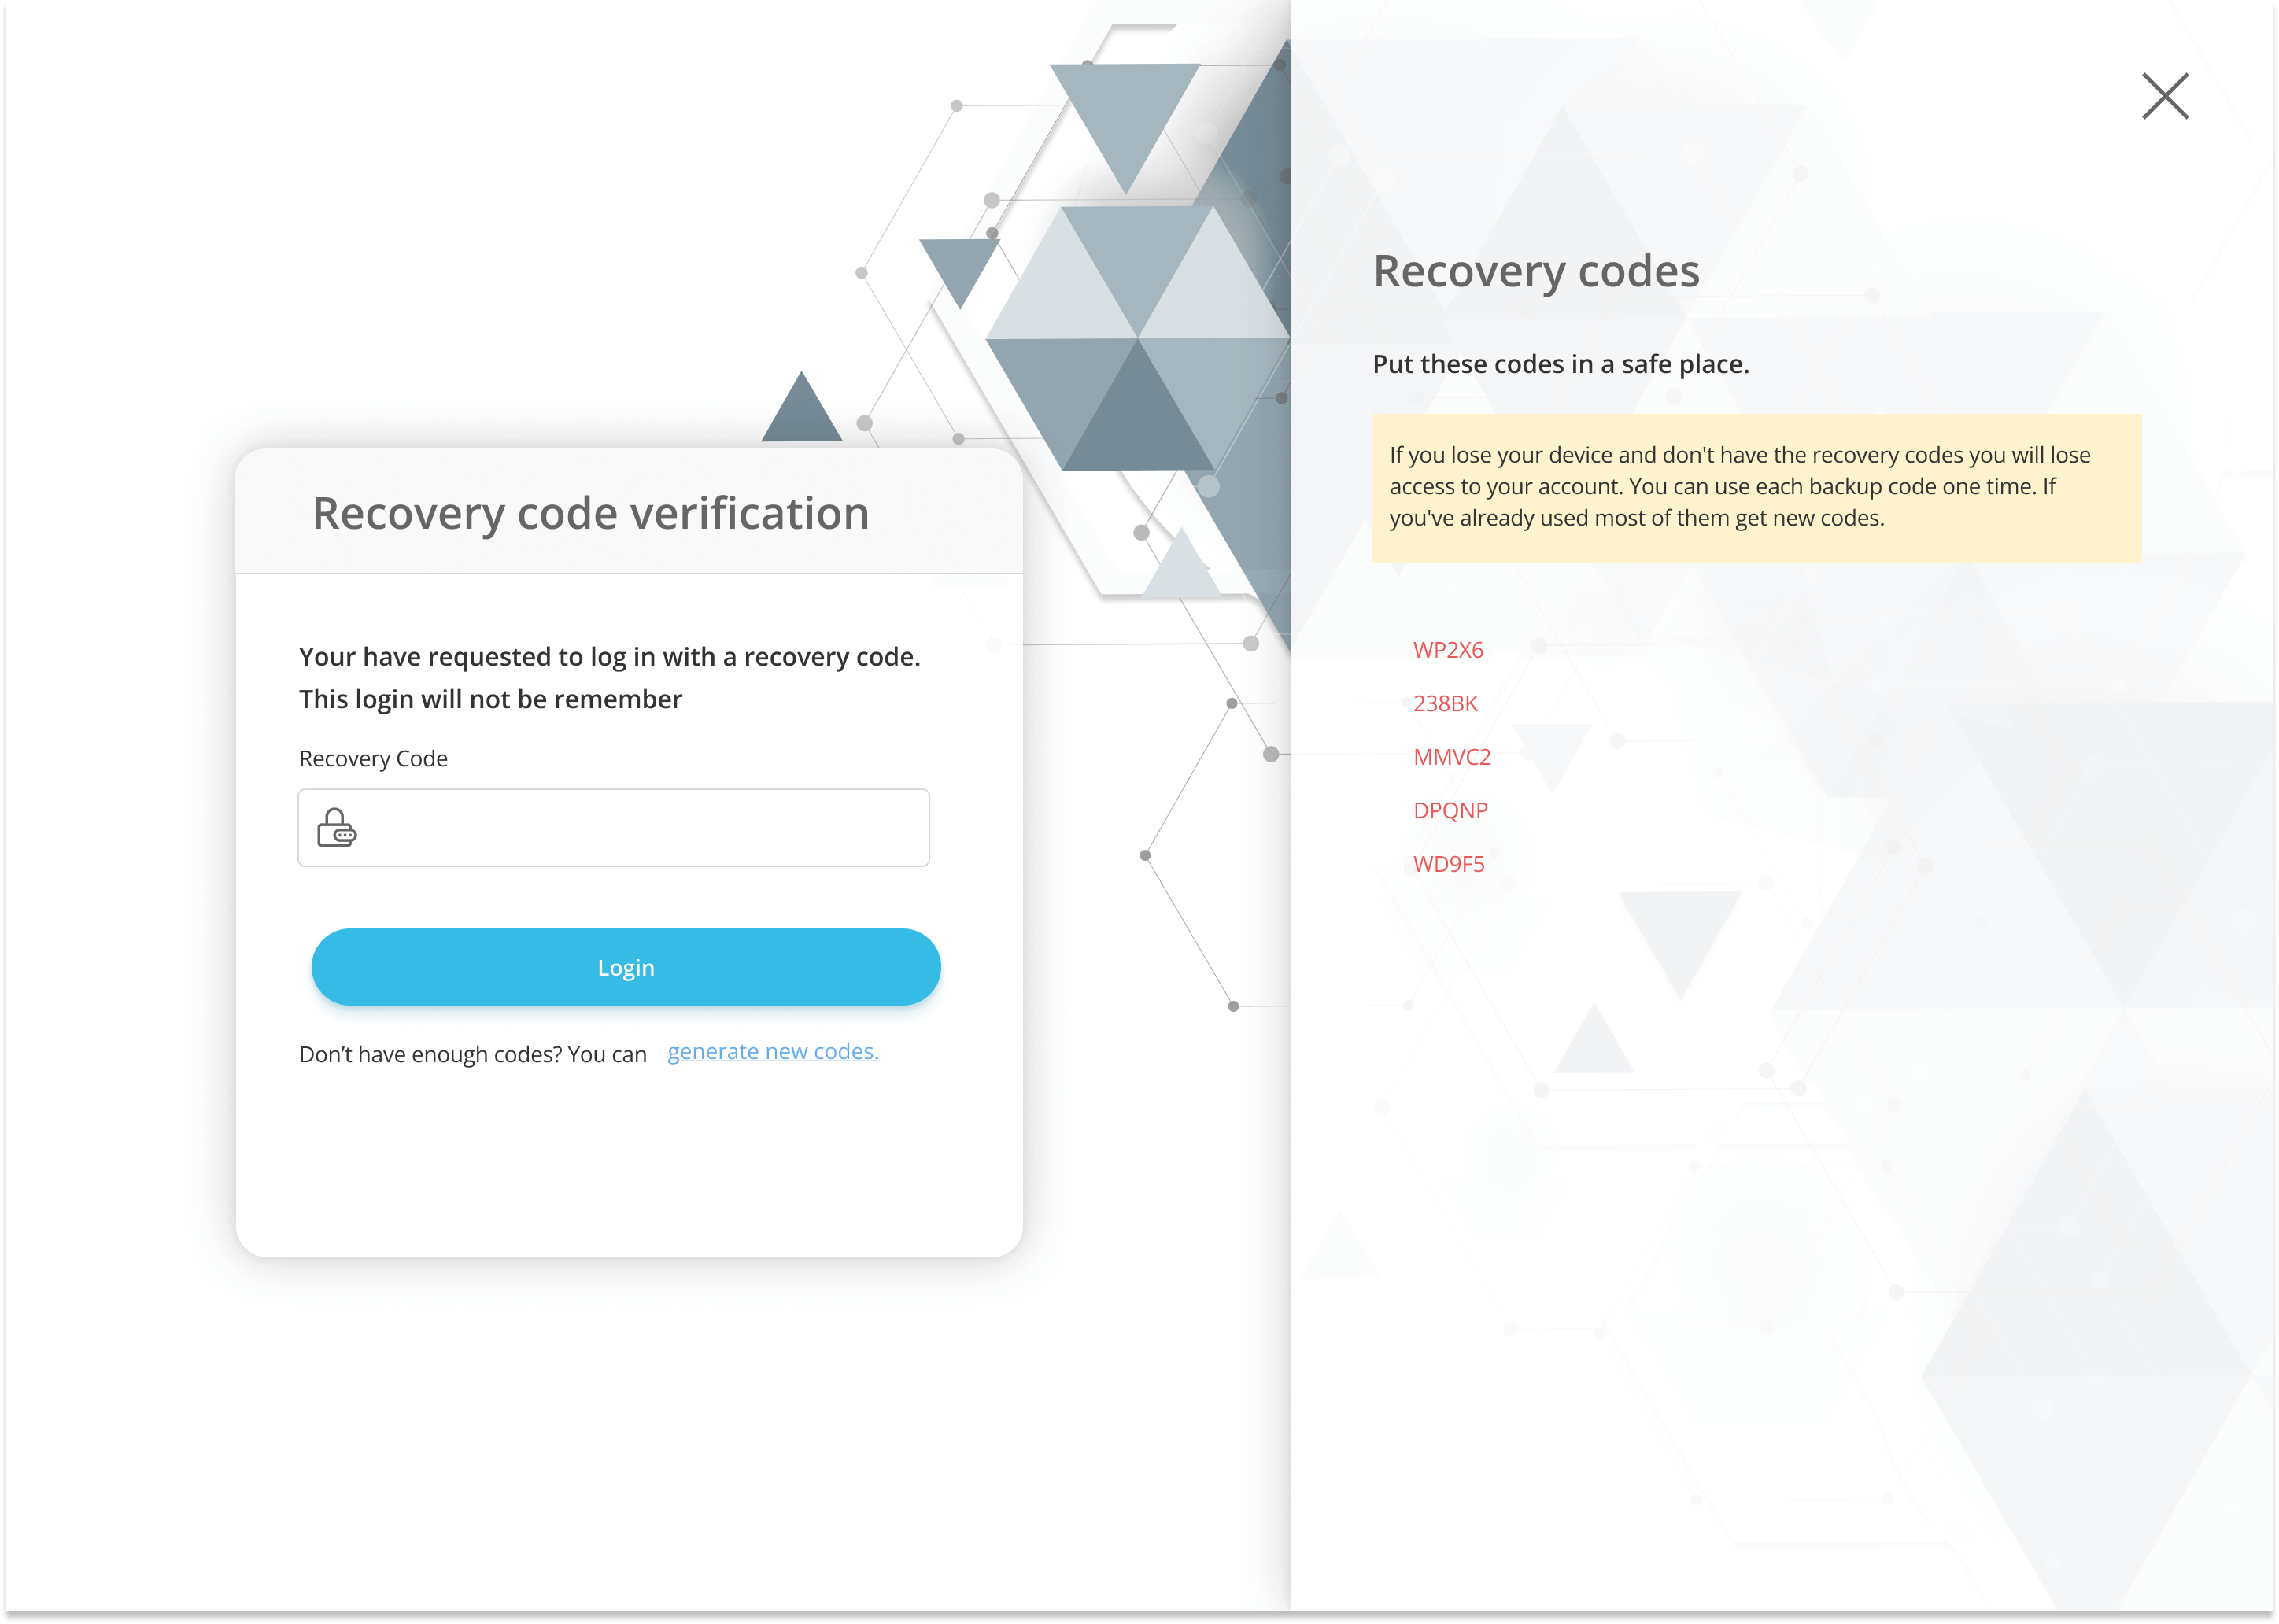 Recovery code verification
Your have requested to log in with a recovery code.
This login will not be remember
Recovery Code
Login
Don’t have enough codes? You can generate new codes.
Recovery codes
Put these codes in a safe place.
If you lose your device and don't have the recovery codes you will lose
access to your account. You can use each backup code one time. If
you've already used most of them get new codes.
WP2X6
238BK
MMVC2
DPQNP
WD9F5